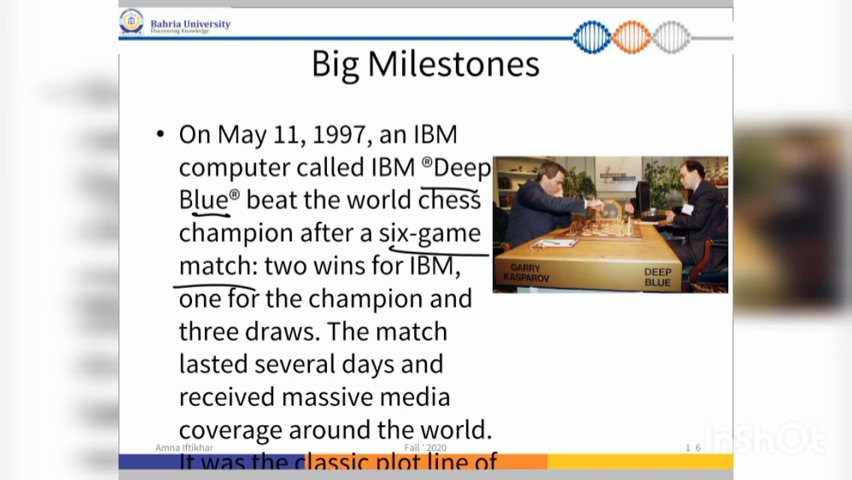 Bahria University
Discovering Knowledge
Big Milestones
• On May 11, 1997, an IBM
computer called IBM ®Deep
Blue® beat the world chess
champion after a six-game
match: two wins for IBM,
one for the champion and
three draws. The match
lasted several days and
received massive media
coverage around the world.
It was the classic plot line of
GARRY
KASPAROV
DEEP
BLUE
Amna Iftikhar
Fall ' 2020
1 6
InShOt